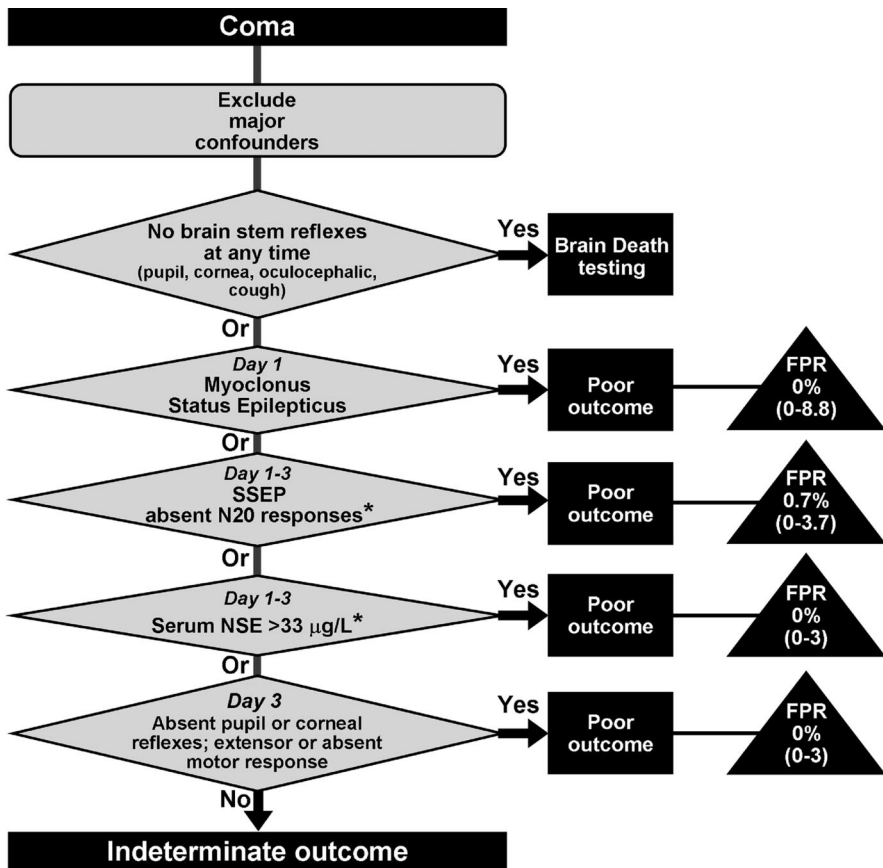 Coma
Exclude
major
confounders
No brain stem reflexes
at any time
(pupil, cornea, oculocephalic,
cough)
Yes
Brain Death
testing
Or
Day 1
Myoclonus
Status Epilepticus
Yes
Poor
outcome
FPR
0%
(0-8.8)
Or
Day 1-3
SSEP
absent N20 responses*
Yes
Poor
outcome
FPR
0.7%
(0-3.7)
Or
Day 1-3
Serum NSE >33 µg/L*
Yes
Poor
outcome
FPR
0%
(0-3)
Or
Day 3
Absent pupil or corneal
reflexes; extensor or absent
motor response
Yes
Poor
outcome
FPR
0%
(0-3)
No
Indeterminate outcome